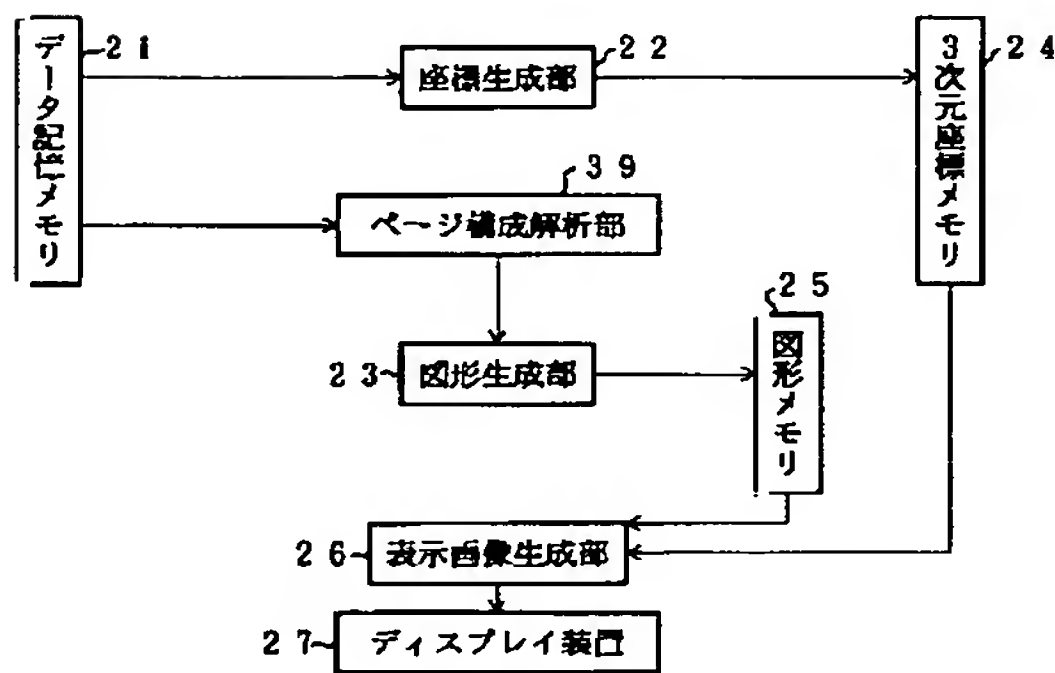 データ記憶メモリ
21
座標生成部
22
3次元座標メモリ
24
39
ページ構成解析部
25
図形メモリ
23
図形生成部
26
表示画像生成部
27
ディスプレイ装置